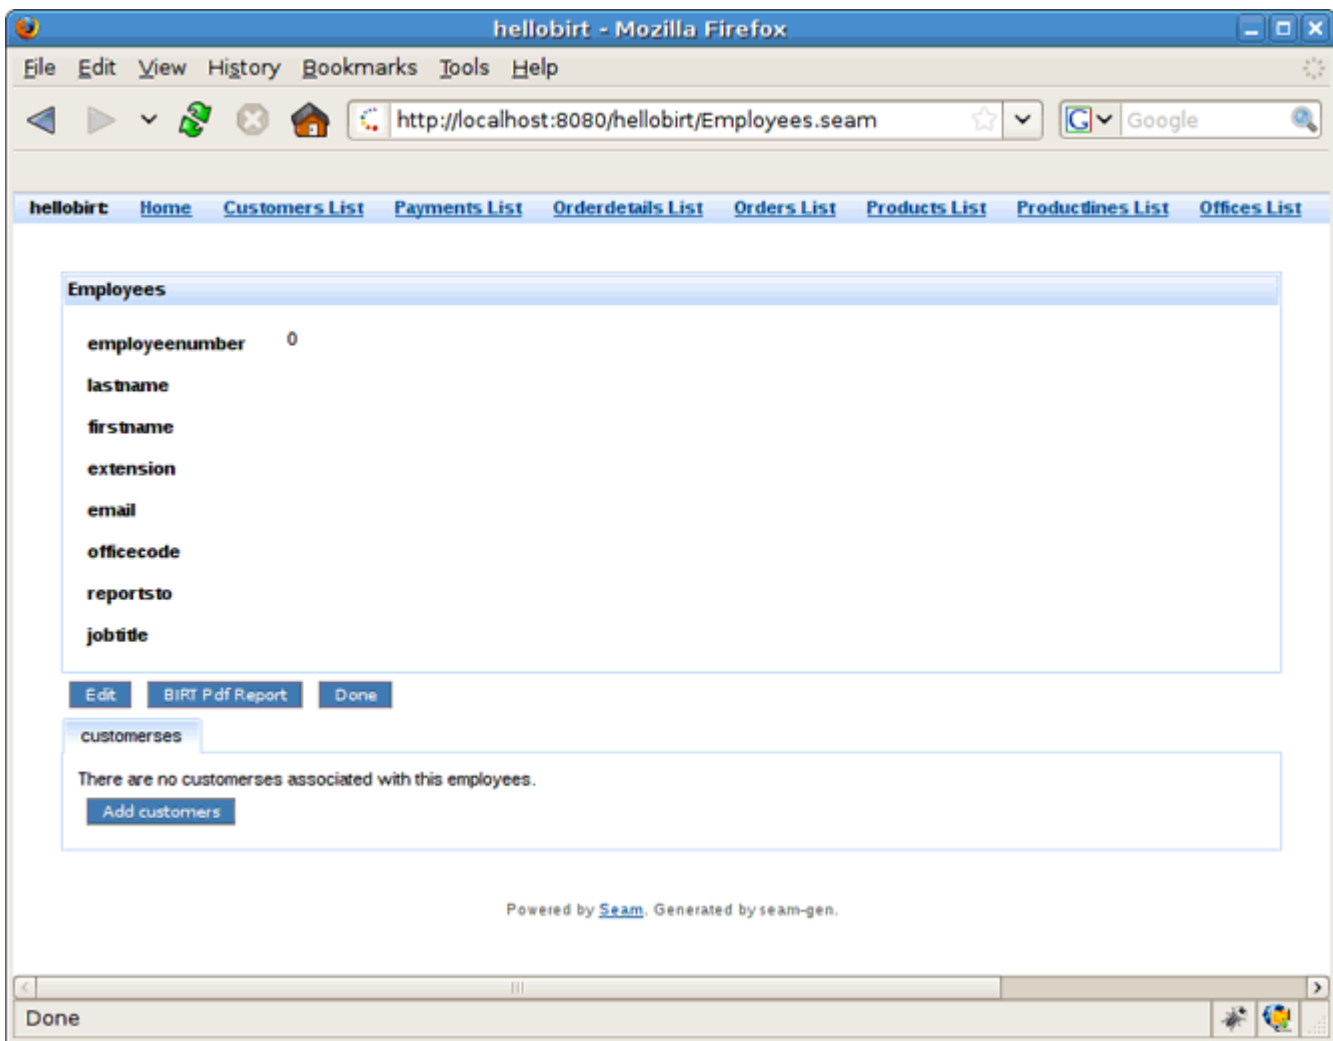 hellobirt - Mozilla Firefox
File Edit View History Bookmarks Tools Help
http://localhost:8080/hellobirt/Employees.seam G Google
hellobirt: Home Customers List Payments List Orderdetails List Orders List Products List Productlines List Offices List
Employees
employeenumber 0
lastname
firstname
extension
email
officecode
reportsto
jobtitle
Edit BIRT Pdf Report Done
customerses
There are no customerses associated with this employees.
Add customers
Powered by Seam. Generated by seam-gen.
Done